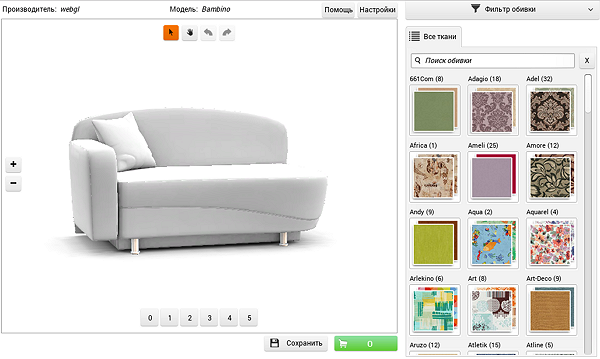 Производитель: webgl
Модель: Bambino
Помощь
Настройки
Фильтр обивки
Все ткани
Поиск обивки
X
661Com (8)
Adagio (18)
Adel (32)
Africa (1)
Ameli (25)
Amore (12)
Andy (9)
Aqua (2)
Aquarel (4)
Arlekino (6)
Art (8)
Art-Deco (9)
Aruzo (12)
Atletik (15)
Atline (5)
+
−
0
1
2
3
4
5
Сохранить
0